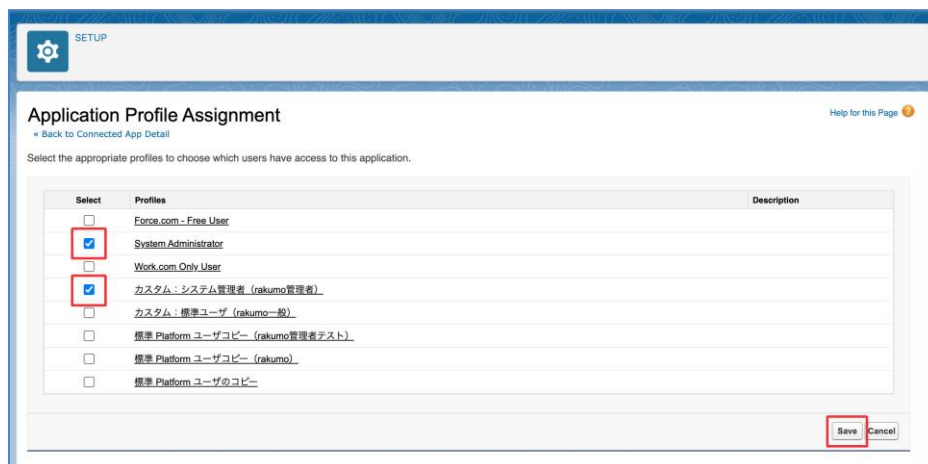 SETUP
Application Profile Assignment
Help for this Page
« Back to Connected App Detail
Select the appropriate profiles to choose which users have access to this application.
Select Profiles Description
Force.com - Free User
System Administrator
Work.com Only User
カスタム：システム管理者（rakumo管理者）
カスタム：標準ユーザ（rakumo一般）
標準 Platform ユーザコピー（rakumo管理者テスト）
標準 Platform ユーザコピー（rakumo）
標準 Platform ユーザのコピー
Save Cancel